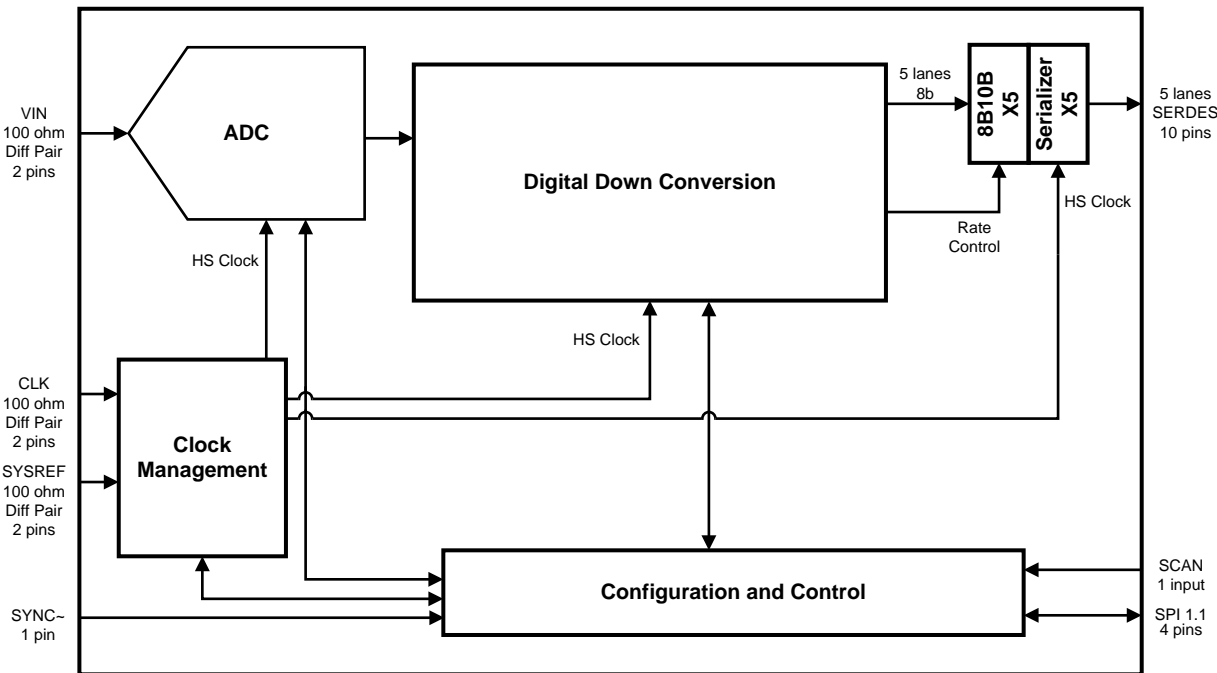 VIN
100 ohm
Diff Pair
2 pins
ADC
Digital Down Conversion
5 lanes
8b
8B10B
X5
Serializer
X5
5 lanes
SERDES
10 pins
HS Clock
Rate
Control
HS Clock
HS Clock
CLK
100 ohm
Diff Pair
2 pins
SYSREF
100 ohm
Diff Pair
2 pins
Clock
Management
SYNC~
1 pin
Configuration and Control
SCAN
1 input
SPI 1.1
4 pins